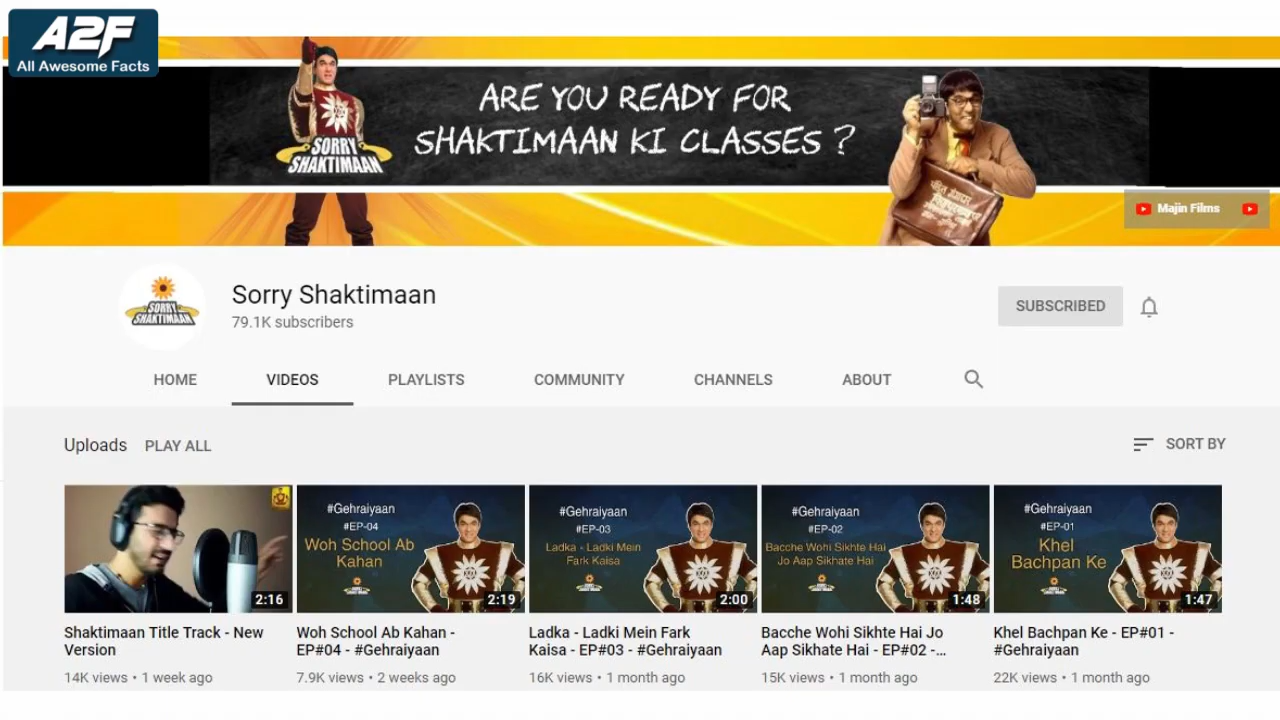 A2F
All Awesome Facts
ARE YOU READY FOR
SHAKTIMAAN KI CLASSES ?
SORRY
SHAKTIMAAN
Majin Films
SORRY
SHAKTIMAAN
Sorry Shaktimaan
79.1K subscribers
SUBSCRIBED
HOME VIDEOS PLAYLISTS COMMUNITY CHANNELS ABOUT
Uploads PLAY ALL
SORT BY
2:16
Shaktimaan Title Track - New
Version
14K views • 1 week ago
#Gehraiyaan
#EP-04
Woh School Ab
Kahan
2:19
Woh School Ab Kahan -
EP#04 - #Gehraiyaan
7.9K views • 2 weeks ago
#Gehraiyaan
#EP-03
Ladka - Ladki Mein
Fark Kaisa
2:00
Ladka - Ladki Mein Fark
Kaisa - EP#03 - #Gehraiyaan
16K views • 1 month ago
#Gehraiyaan
#EP-02
Bacche Wohi Sikhte Hai
Jo Aap Sikhate Hai
1:48
Bacche Wohi Sikhte Hai Jo
Aap Sikhate Hai - EP#02 -...
15K views • 1 month ago
#Gehraiyaan
#EP-01
Khel
Bachpan Ke
1:47
Khel Bachpan Ke - EP#01 -
#Gehraiyaan
22K views • 1 month ago